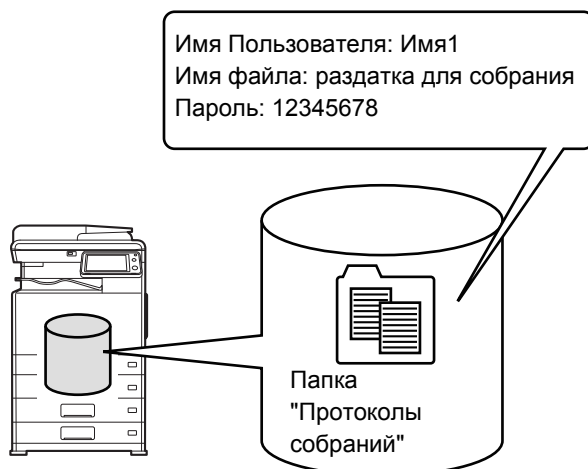 Имя Пользователя: Имя1
Имя файла: раздатка для собрания
Пароль: 12345678
Папка
"Протоколы
собраний"